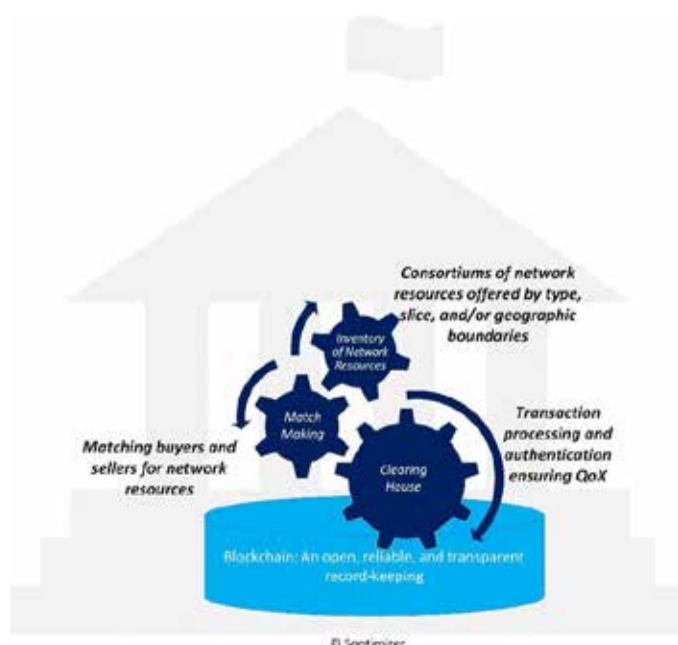 Consortiums of network
resources offered by type,
slice, and/or geographic
boundaries
Inventory
of Network
Resources
Match
Making
Matching buyers and
sellers for network
resources
Transaction
processing and
authentication
ensuring QoX
Clearing
House
Blockchain: An open, reliable, and transparent
record-keeping
©